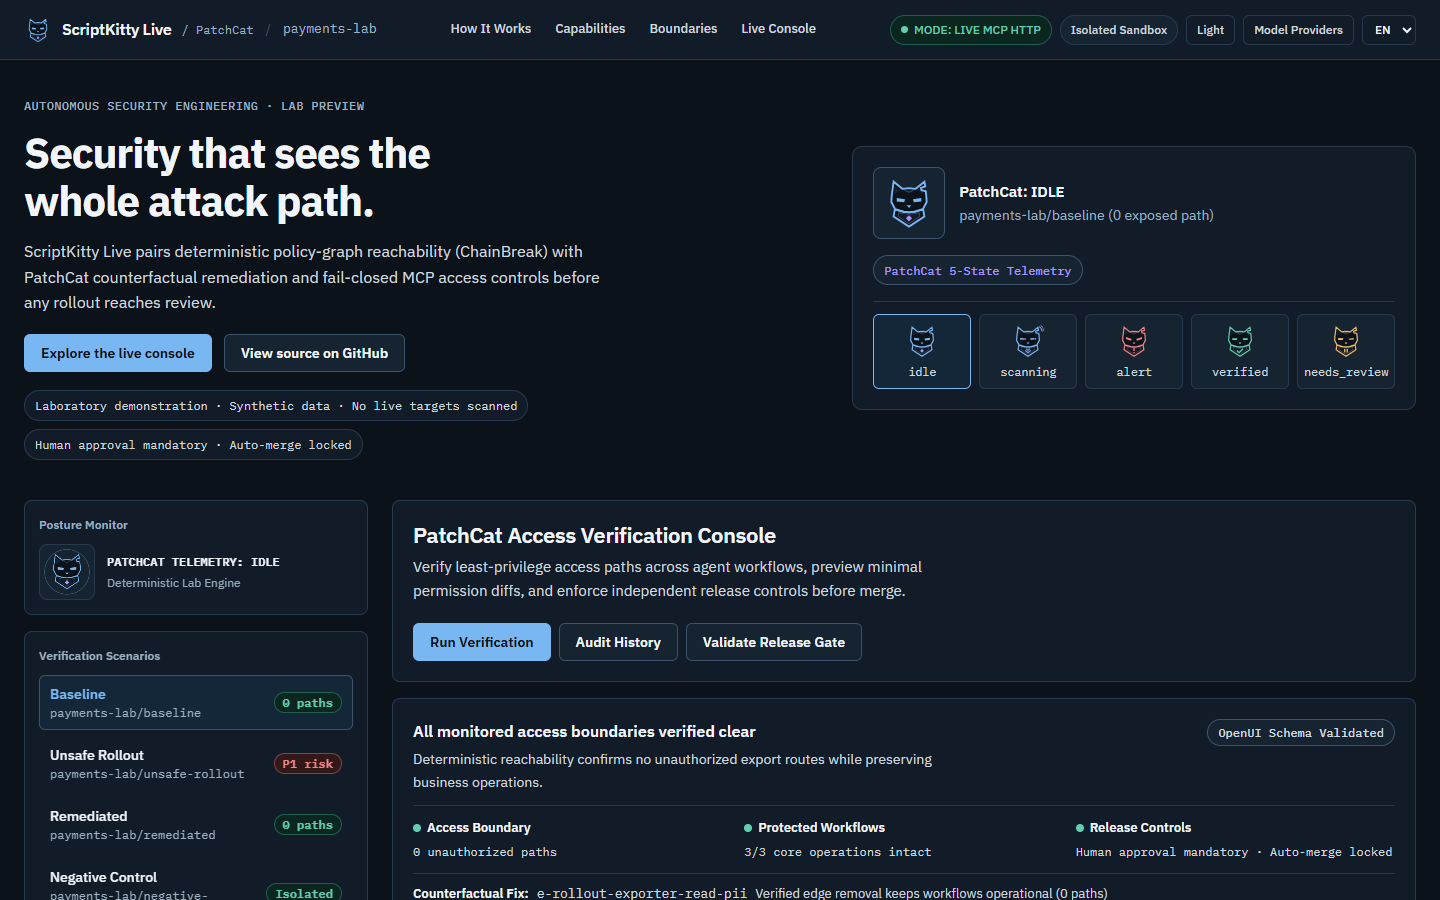 ScriptKitty Live / PatchCat / payments-lab
How It Works Capabilities Boundaries Live Console
MODE: LIVE MCP HTTP Isolated Sandbox Light Model Providers EN
AUTONOMOUS SECURITY ENGINEERING · LAB PREVIEW
Security that sees the
whole attack path.
ScriptKitty Live pairs deterministic policy-graph reachability (ChainBreak) with
PatchCat counterfactual remediation and fail-closed MCP access controls before
any rollout reaches review.
Explore the live console View source on GitHub
Laboratory demonstration · Synthetic data · No live targets scanned
Human approval mandatory · Auto-merge locked
PatchCat: IDLE
payments-lab/baseline (0 exposed path)
PatchCat 5-State Telemetry
idle scanning alert verified needs_review
Posture Monitor
PATCHCAT TELEMETRY: IDLE
Deterministic Lab Engine
Verification Scenarios
Baseline
payments-lab/baseline
0 paths
Unsafe Rollout
payments-lab/unsafe-rollout
P1 risk
Remediated
payments-lab/remediated
0 paths
Negative Control
payments-lab/negative-
Isolated
PatchCat Access Verification Console
Verify least-privilege access paths across agent workflows, preview minimal
permission diffs, and enforce independent release controls before merge.
Run Verification Audit History Validate Release Gate
All monitored access boundaries verified clear
OpenUI Schema Validated
Deterministic reachability confirms no unauthorized export routes while preserving
business operations.
Access Boundary
0 unauthorized paths
Protected Workflows
3/3 core operations intact
Release Controls
Human approval mandatory · Auto-merge locked
Counterfactual Fix: e-rollout-exporter-read-pii Verified edge removal keeps workflows operational (0 paths)